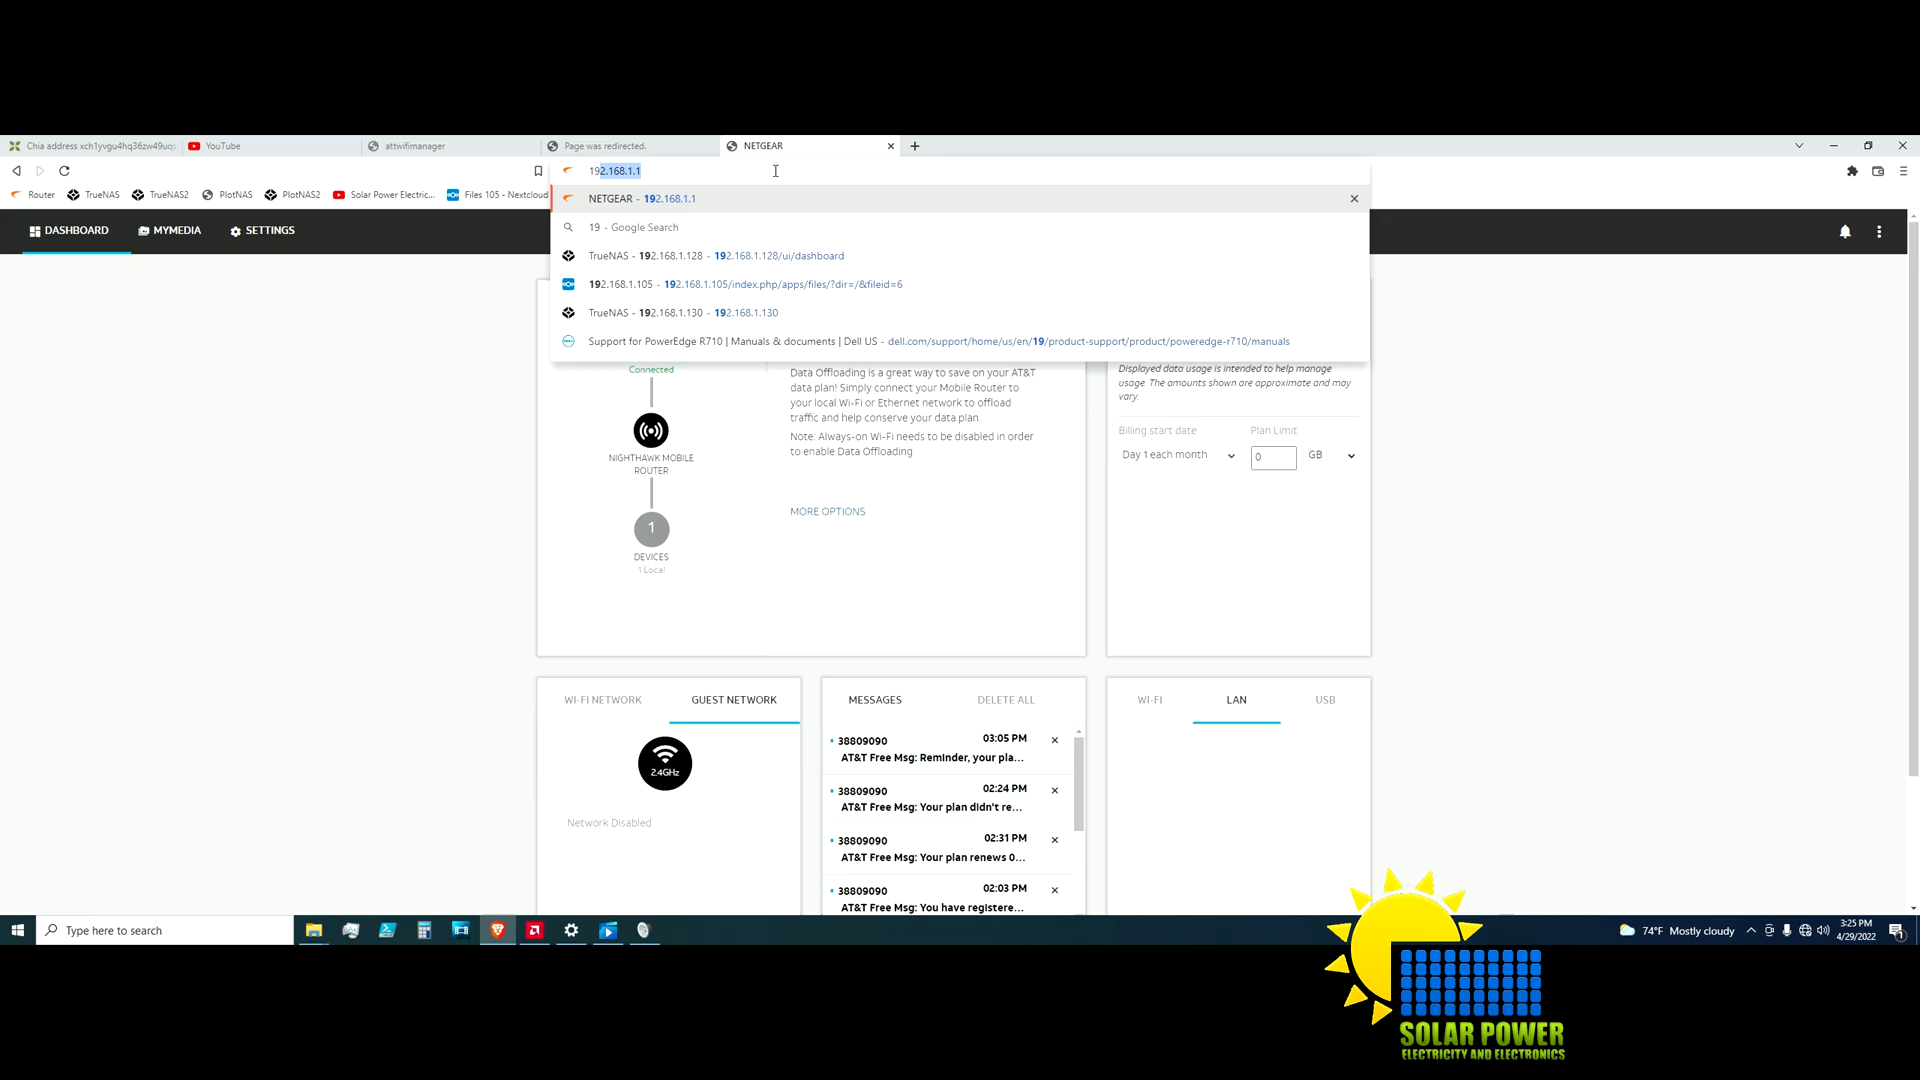 Chia address xch1yvgu4hq36zw49uq
YouTube
attwifimanager
Page was redirected.
NETGEAR
192.168.1.1
Router
TrueNAS
TrueNAS2
PlotNAS
PlotNAS2
Solar Power Electric...
Files 105 - Nextcloud
NETGEAR - 192.168.1.1
19 - Google Search
TrueNAS - 192.168.1.128 - 192.168.1.128/ui/dashboard
192.168.1.105 - 192.168.1.105/index.php/apps/files/?dir=/&fileid=6
TrueNAS - 192.168.1.130 - 192.168.1.130
Support for PowerEdge R710 | Manuals & documents | Dell US - dell.com/support/home/us/en/19/product-support/product/poweredge-r710/manuals
DASHBOARD
MYMEDIA
SETTINGS
Connected
NIGHTHAWK MOBILE
ROUTER
1
DEVICES
1 Local
Data Offloading is a great way to save on your AT&T
data plan! Simply connect your Mobile Router to
your local Wi-Fi or Ethernet network to offload
traffic and help conserve your data plan.
Note: Always-on Wi-Fi needs to be disabled in order
to enable Data Offloading
MORE OPTIONS
Displayed data usage is intended to help manage
usage. The amounts shown are approximate and may
vary.
Billing start date
Plan Limit
Day 1 each month
0
GB
WI-FI NETWORK
GUEST NETWORK
2.4GHz
Network Disabled
MESSAGES
DELETE ALL
38809090 03:05 PM
AT&T Free Msg: Reminder, your pla...
38809090 02:24 PM
AT&T Free Msg: Your plan didn't re...
38809090 02:31 PM
AT&T Free Msg: Your plan renews 0...
38809090 02:03 PM
AT&T Free Msg: You have registere...
WI-FI
LAN
USB
Type here to search
74°F Mostly cloudy
3:25 PM
4/29/2022
1
SOLAR POWER
ELECTRICITY AND ELECTRONICS